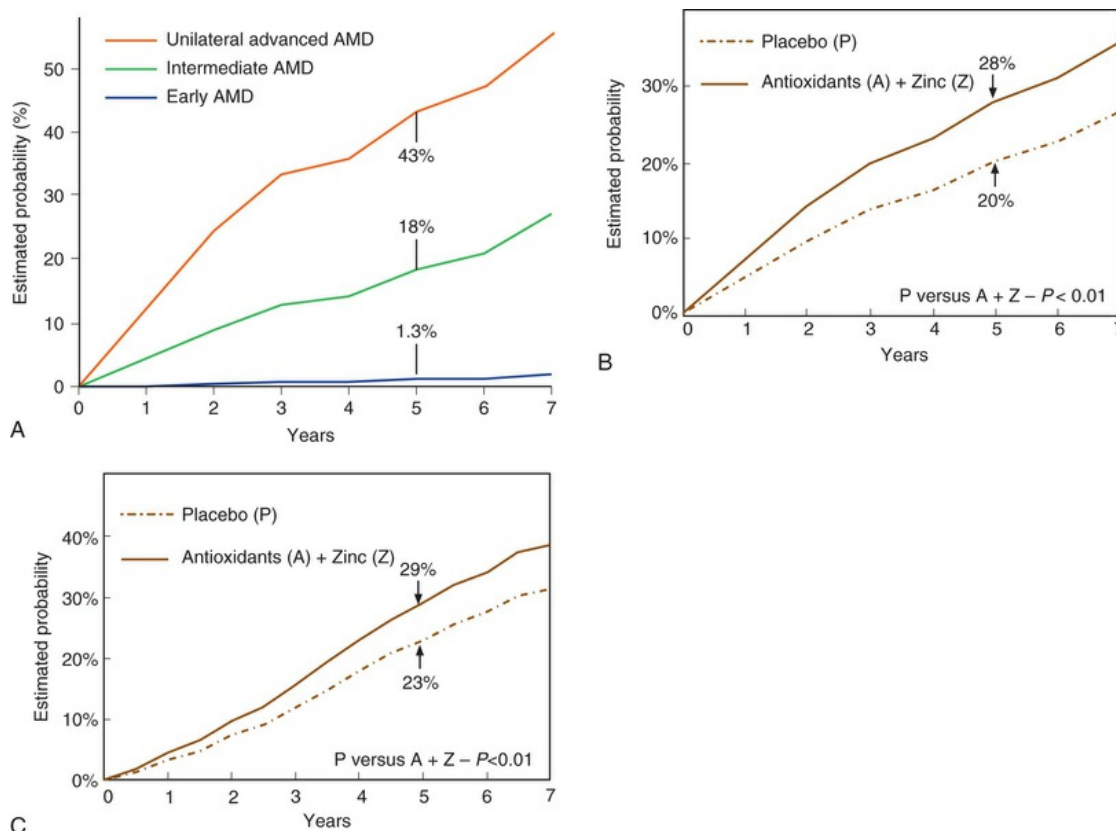 Unilateral advanced AMD
Intermediate AMD
Early AMD
Estimated probability (%)
50
40
30
20
10
0
43%
18%
1.3%
0 1 2 3 4 5 6 7
Years
A
Placebo (P)
Antioxidants (A) + Zinc (Z)
28%
20%
Estimated probability
30%
20%
10%
0%
P versus A + Z – P< 0.01
0 1 2 3 4 5 6 7
Years
B
Placebo (P)
Antioxidants (A) + Zinc (Z)
29%
23%
Estimated probability
40%
30%
20%
10%
0%
P versus A + Z – P<0.01
0 1 2 3 4 5 6 7
Years
C